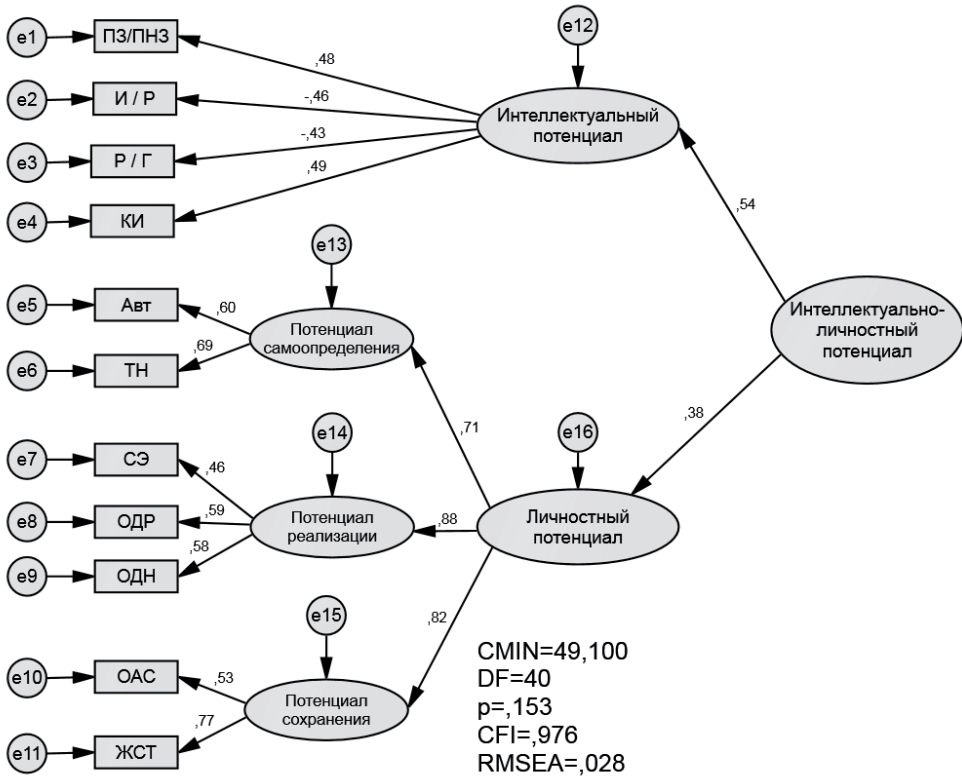 e1
ПЗ/ПНЗ
,48
e12
e2
И / Р
-,46
Интеллектуальный
потенциал
e3
Р / Г
-,43
e4
КИ
,49
,54
e13
e5
Авт
,60
Потенциал
самоопределения
Интеллектуально-
личностный
потенциал
e6
ТН
,69
,38
,71
e14
e16
e7
СЭ
,46
e8
ОДР
,59
Потенциал
реализации
,88
Личностный
потенциал
e9
ОДН
,58
e15
,82
e10
ОАС
,53
Потенциал
сохранения
e11
ЖСТ
,77
CMIN=49,100
DF=40
p=,153
CFI=,976
RMSEA=,028